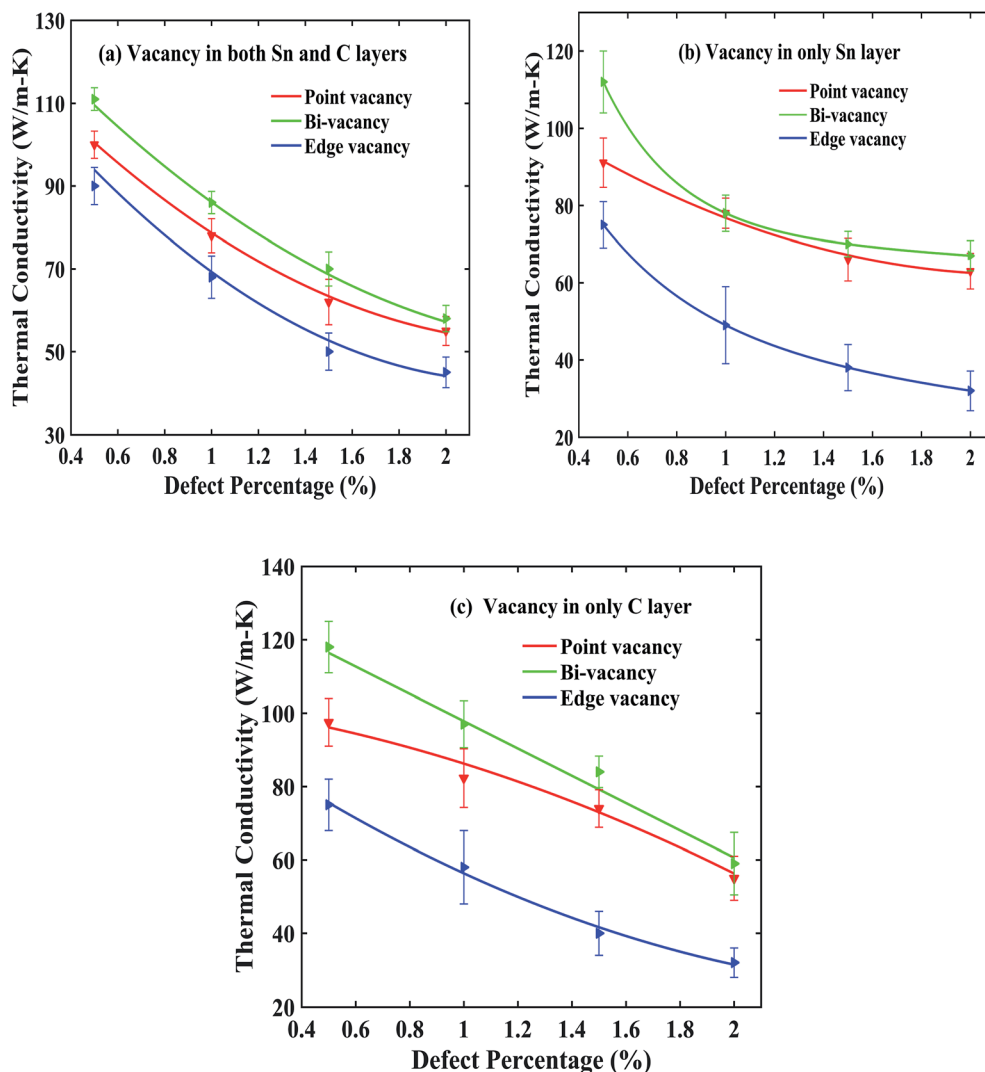 (a) Vacancy in both Sn and C layers
Point vacancy
Bi-vacancy
Edge vacancy
Thermal Conductivity (W/m-K)
130
110
90
70
50
30
0.4 0.6 0.8 1 1.2 1.4 1.6 1.8 2
Defect Percentage (%)
(b) Vacancy in only Sn layer
Point vacancy
Bi-vacancy
Edge vacancy
Thermal Conductivity (W/m-K)
120
100
80
60
40
20
0.4 0.6 0.8 1 1.2 1.4 1.6 1.8 2
Defect Percentage (%)
(c) Vacancy in only C layer
Point vacancy
Bi-vacancy
Edge vacancy
Thermal Conductivity (W/m-K)
140
120
100
80
60
40
20
0.4 0.6 0.8 1 1.2 1.4 1.6 1.8 2
Defect Percentage (%)